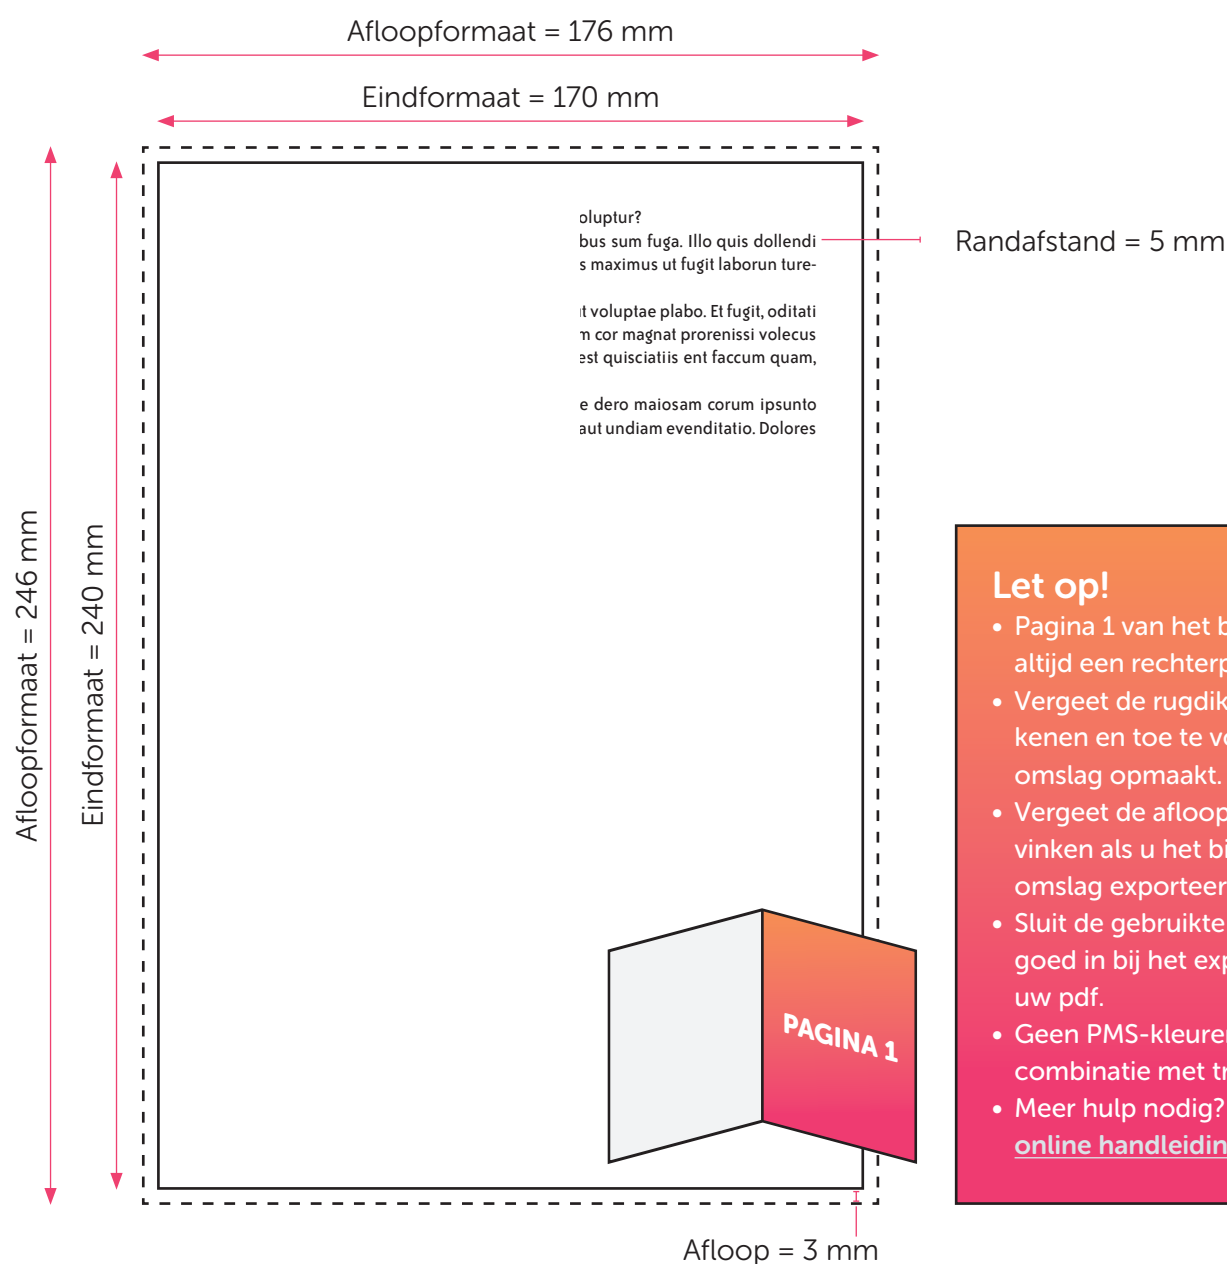 Afloopformaat = 176 mm
Eindformaat = 170 mm
Afloopformaat = 246 mm
Eindformaat = 240 mm
oluptur?
bus sum fuga. Illo quis dollendi
s maximus ut fugit laborun ture-
t voluptae plabo. Et fugit, oditati
m cor magnat prorenissi volecus
est quisciatiis ent faccum quam,
e dero maiosam corum ipsunto
aut undiam evenditatio. Dolores
Randafstand = 5 mm
Let op!
• Pagina 1 van het b
altijd een rechterp
• Vergeet de rugdik
kenen en toe te vo
omslag opmaakt.
• Vergeet de afloop
vinken als u het bi
omslag exporteer
• Sluit de gebruikte
goed in bij het exp
uw pdf.
• Geen PMS-kleuren
combinatie met tr
• Meer hulp nodig?
online handleidin
PAGINA 1
Afloop = 3 mm